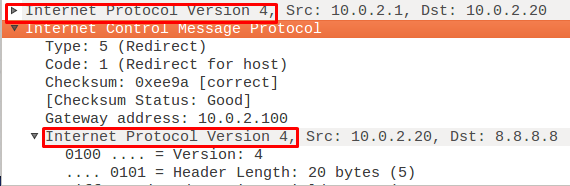 Internet Protocol Version 4, Src: 10.0.2.1, Dst: 10.0.2.20
Internet Control Message Protocol
Type: 5 (Redirect)
Code: 1 (Redirect for host)
Checksum: 0xee9a [correct]
[Checksum Status: Good]
Gateway address: 10.0.2.100
Internet Protocol Version 4, Src: 10.0.2.20, Dst: 8.8.8.8
0100 .... = Version: 4
.... 0101 = Header Length: 20 bytes (5)